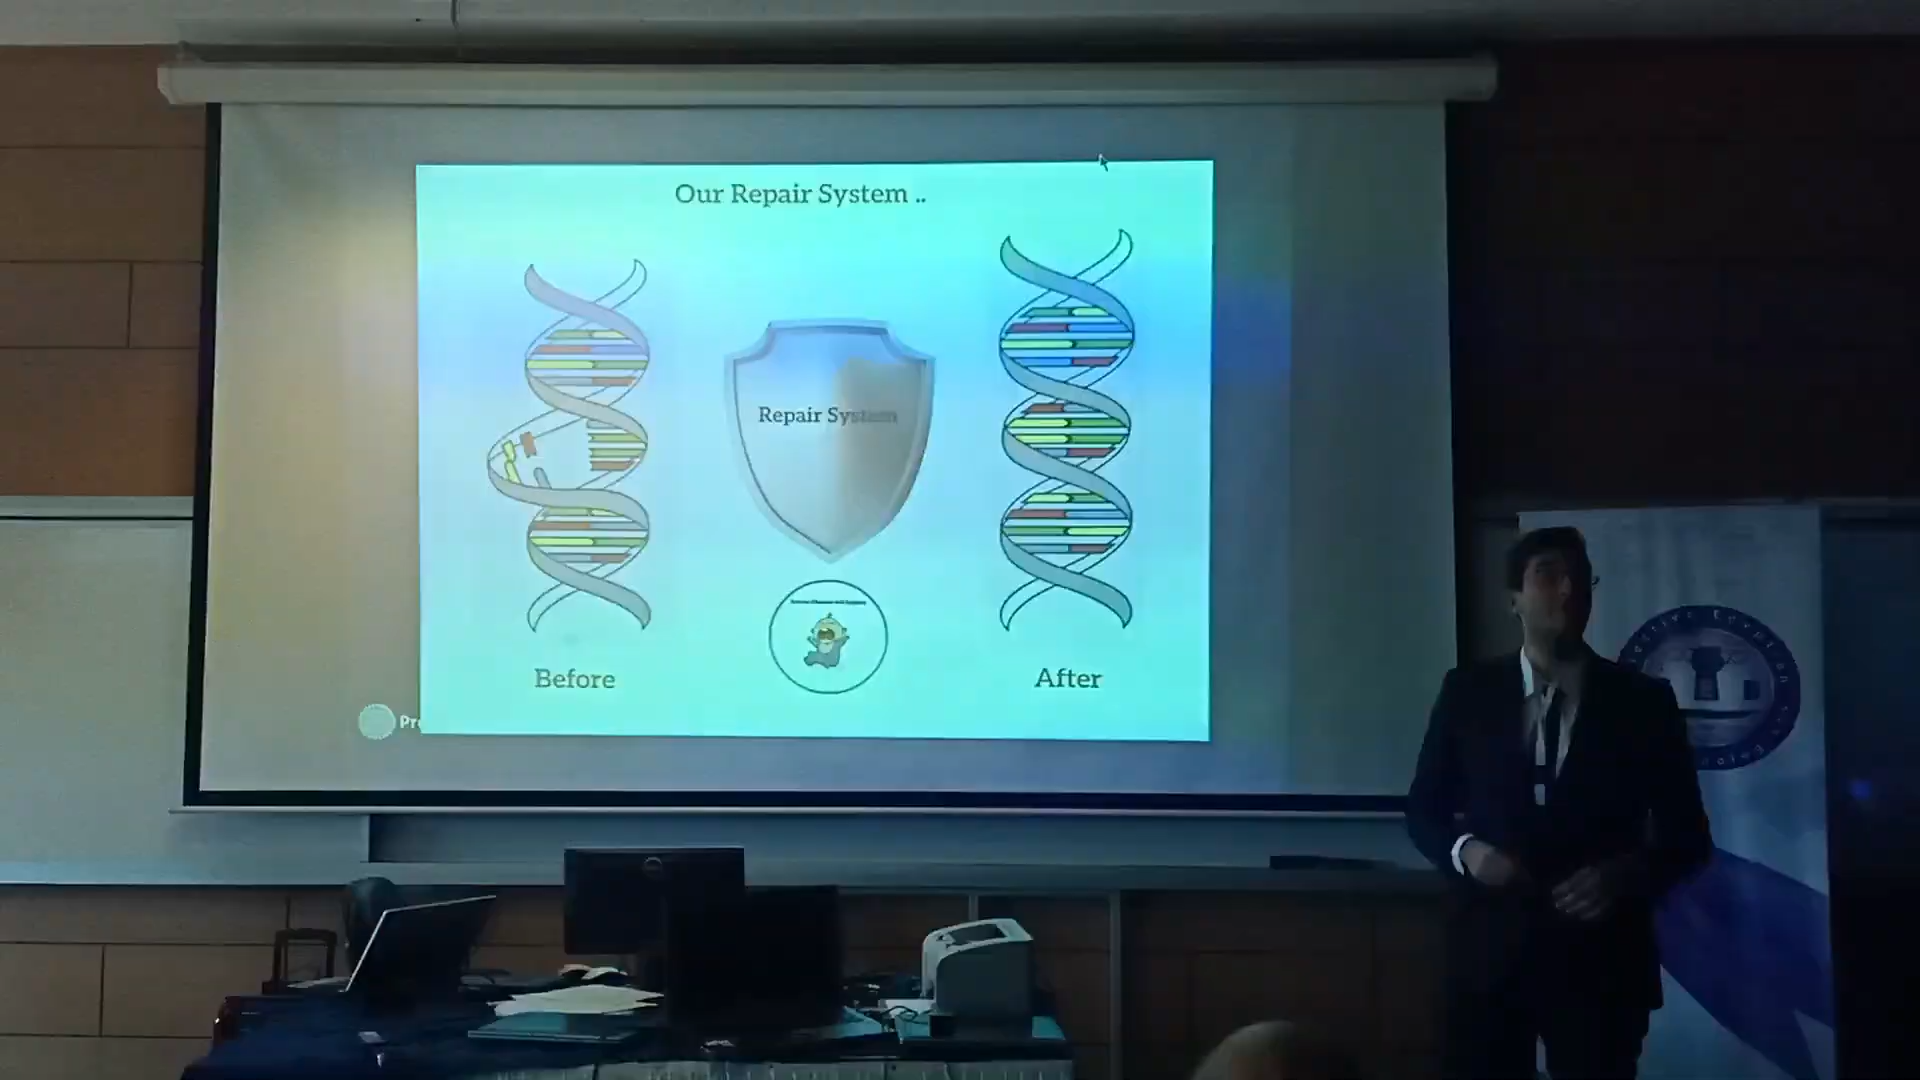 Our Repair System ..
Repair System
Before
After